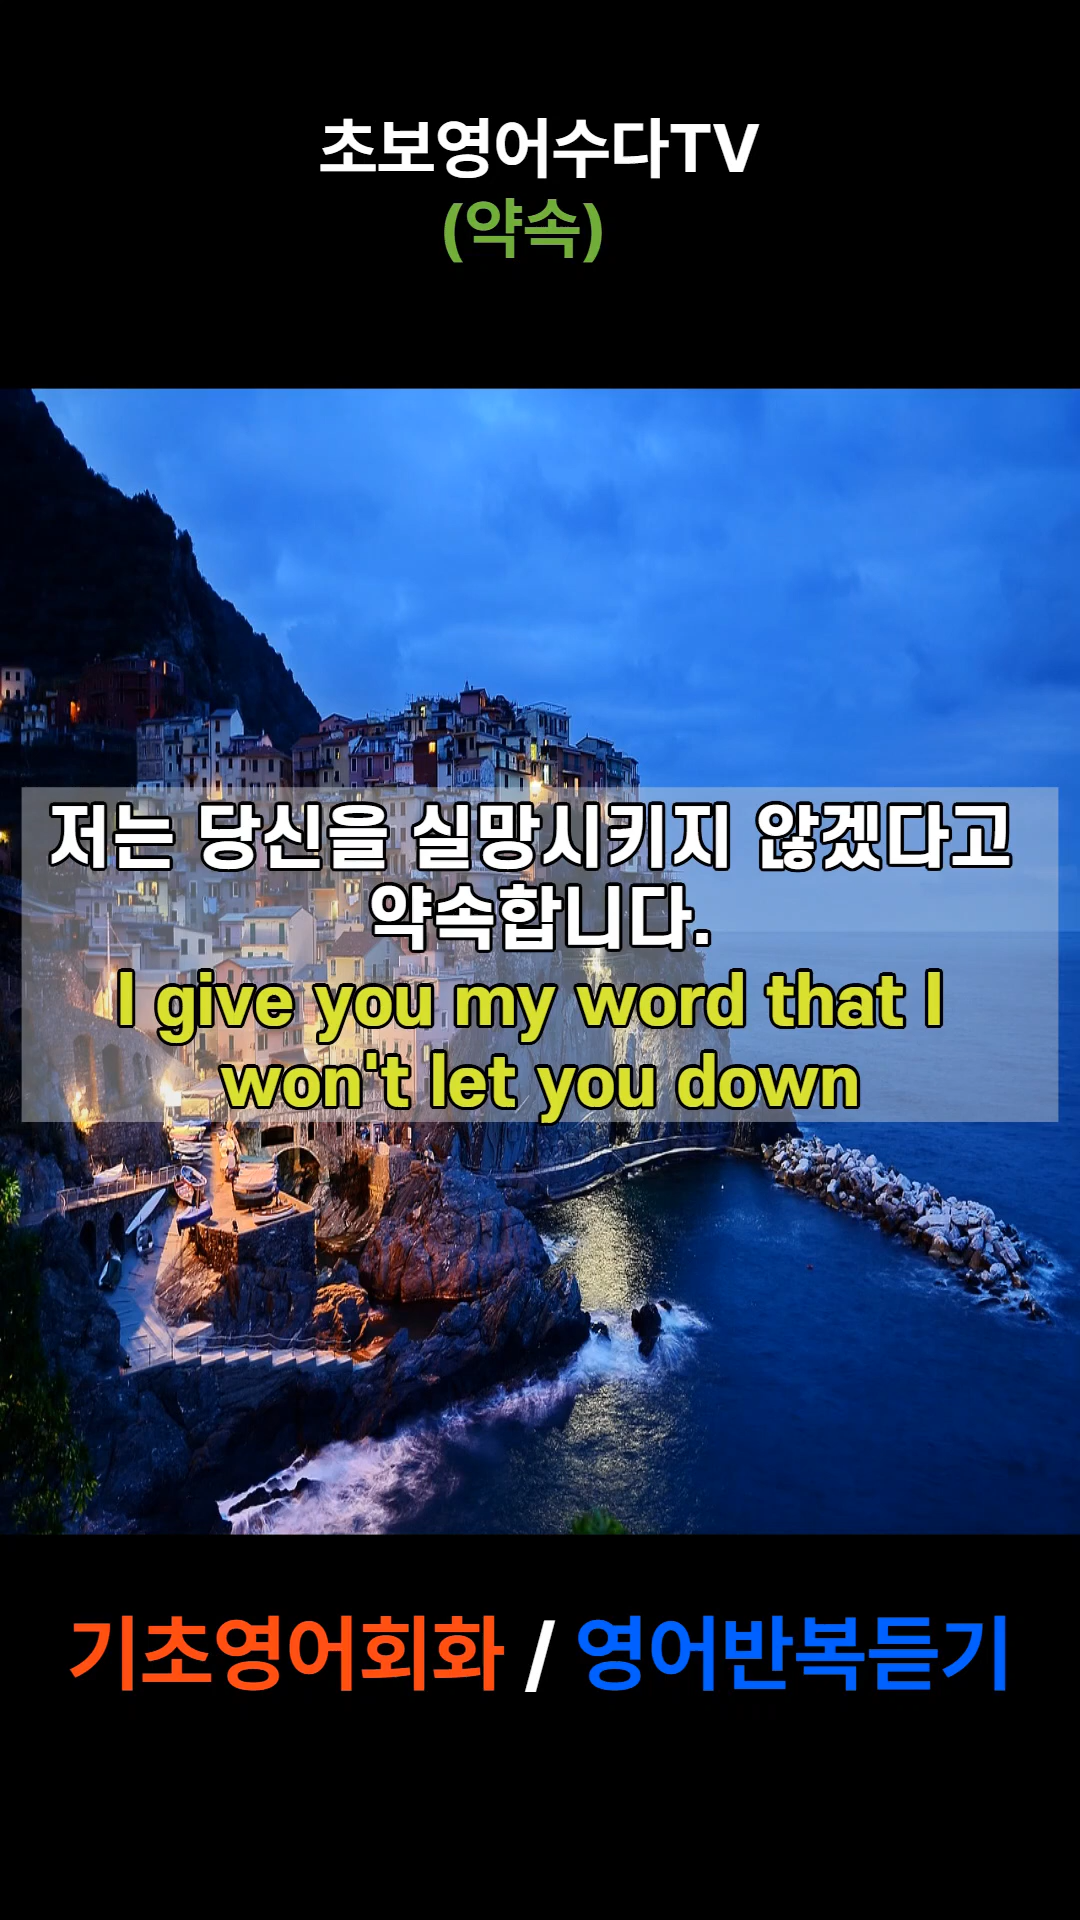 초보영어수다TV
(약속)
저는 당신을 실망시키지 않겠다고
약속합니다.
I give you my word that I
won't let you down
기초영어회화 / 영어반복듣기